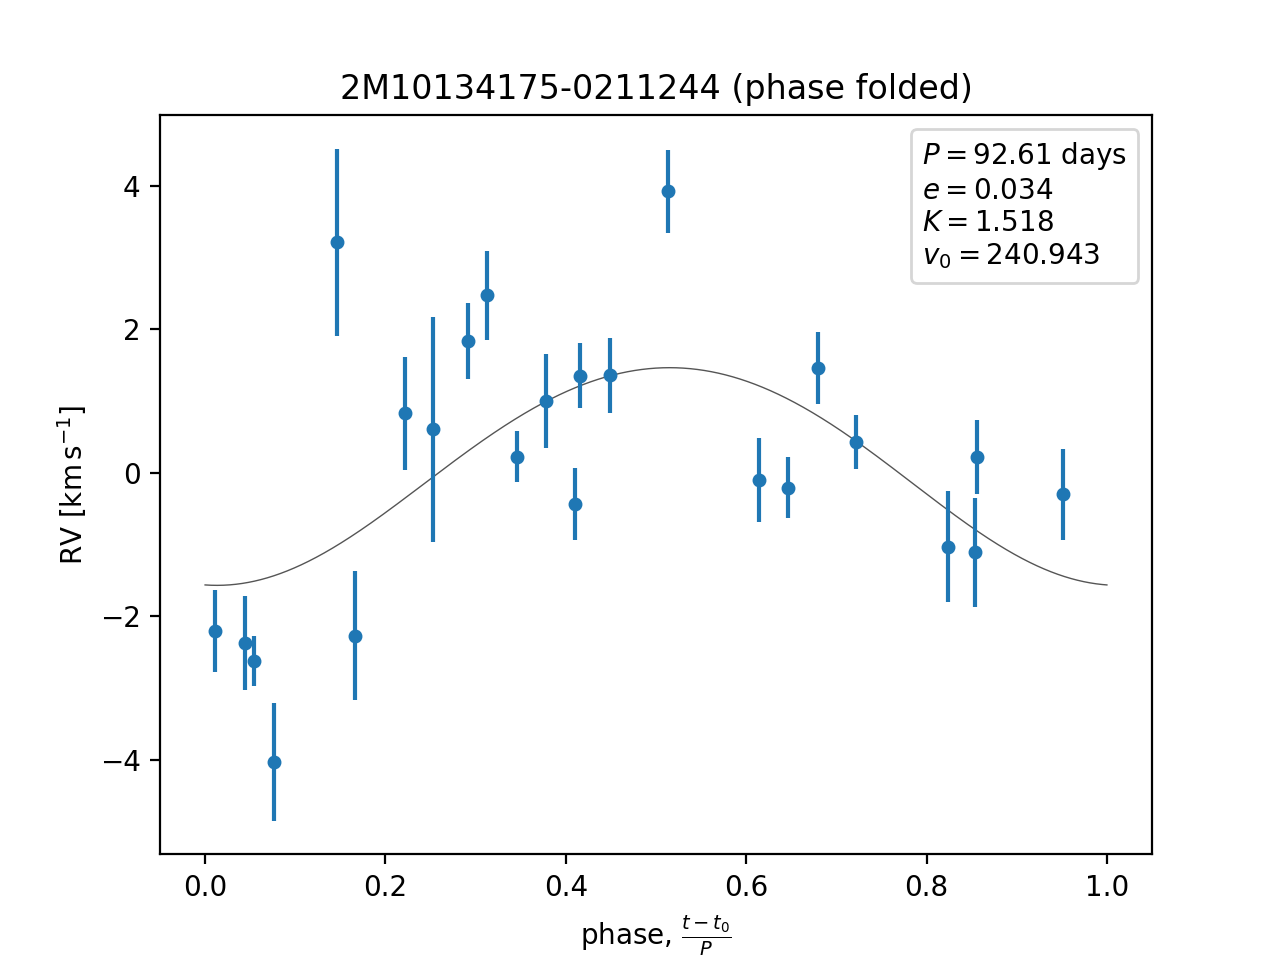 2M10134175-0211244 (phase folded)
P = 92.61 days
e = 0.034
K = 1.518
v₀ = 240.943
4
2
0
−2
−4
RV [km s⁻¹]
0.0 0.2 0.4 0.6 0.8 1.0
phase, (t − t₀)/P